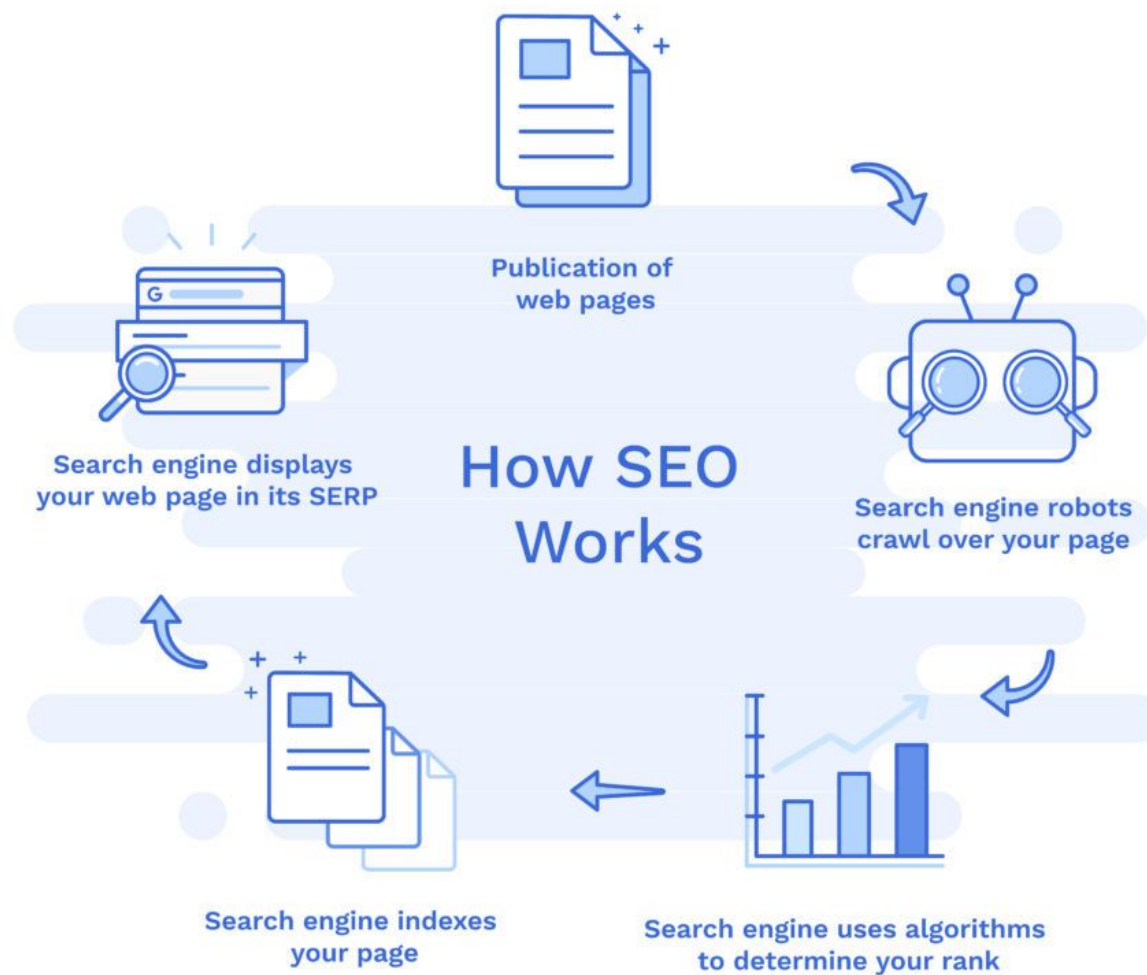 Publication of
web pages
G
Search engine displays
your web page in its SERP
How SEO
Works
Search engine robots
crawl over your page
Search engine indexes
your page
Search engine uses algorithms
to determine your rank